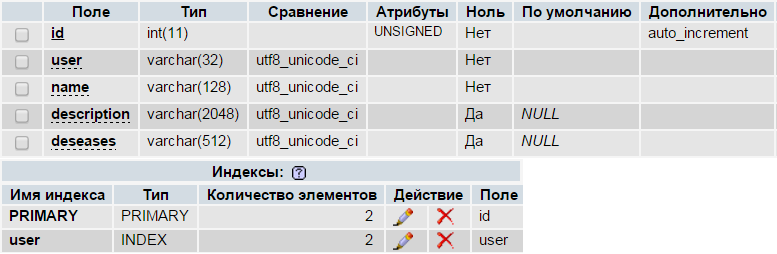 Поле Тип Сравнение Атрибуты Ноль По умолчанию Дополнительно
id int(11) UNSIGNED Нет auto_increment
user varchar(32) utf8_unicode_ci Нет
name varchar(128) utf8_unicode_ci Нет
description varchar(2048) utf8_unicode_ci Да NULL
deseases varchar(512) utf8_unicode_ci Да NULL
Индексы: ?
Имя индекса Тип Количество элементов Действие Поле
PRIMARY PRIMARY 2 id
user INDEX 2 user